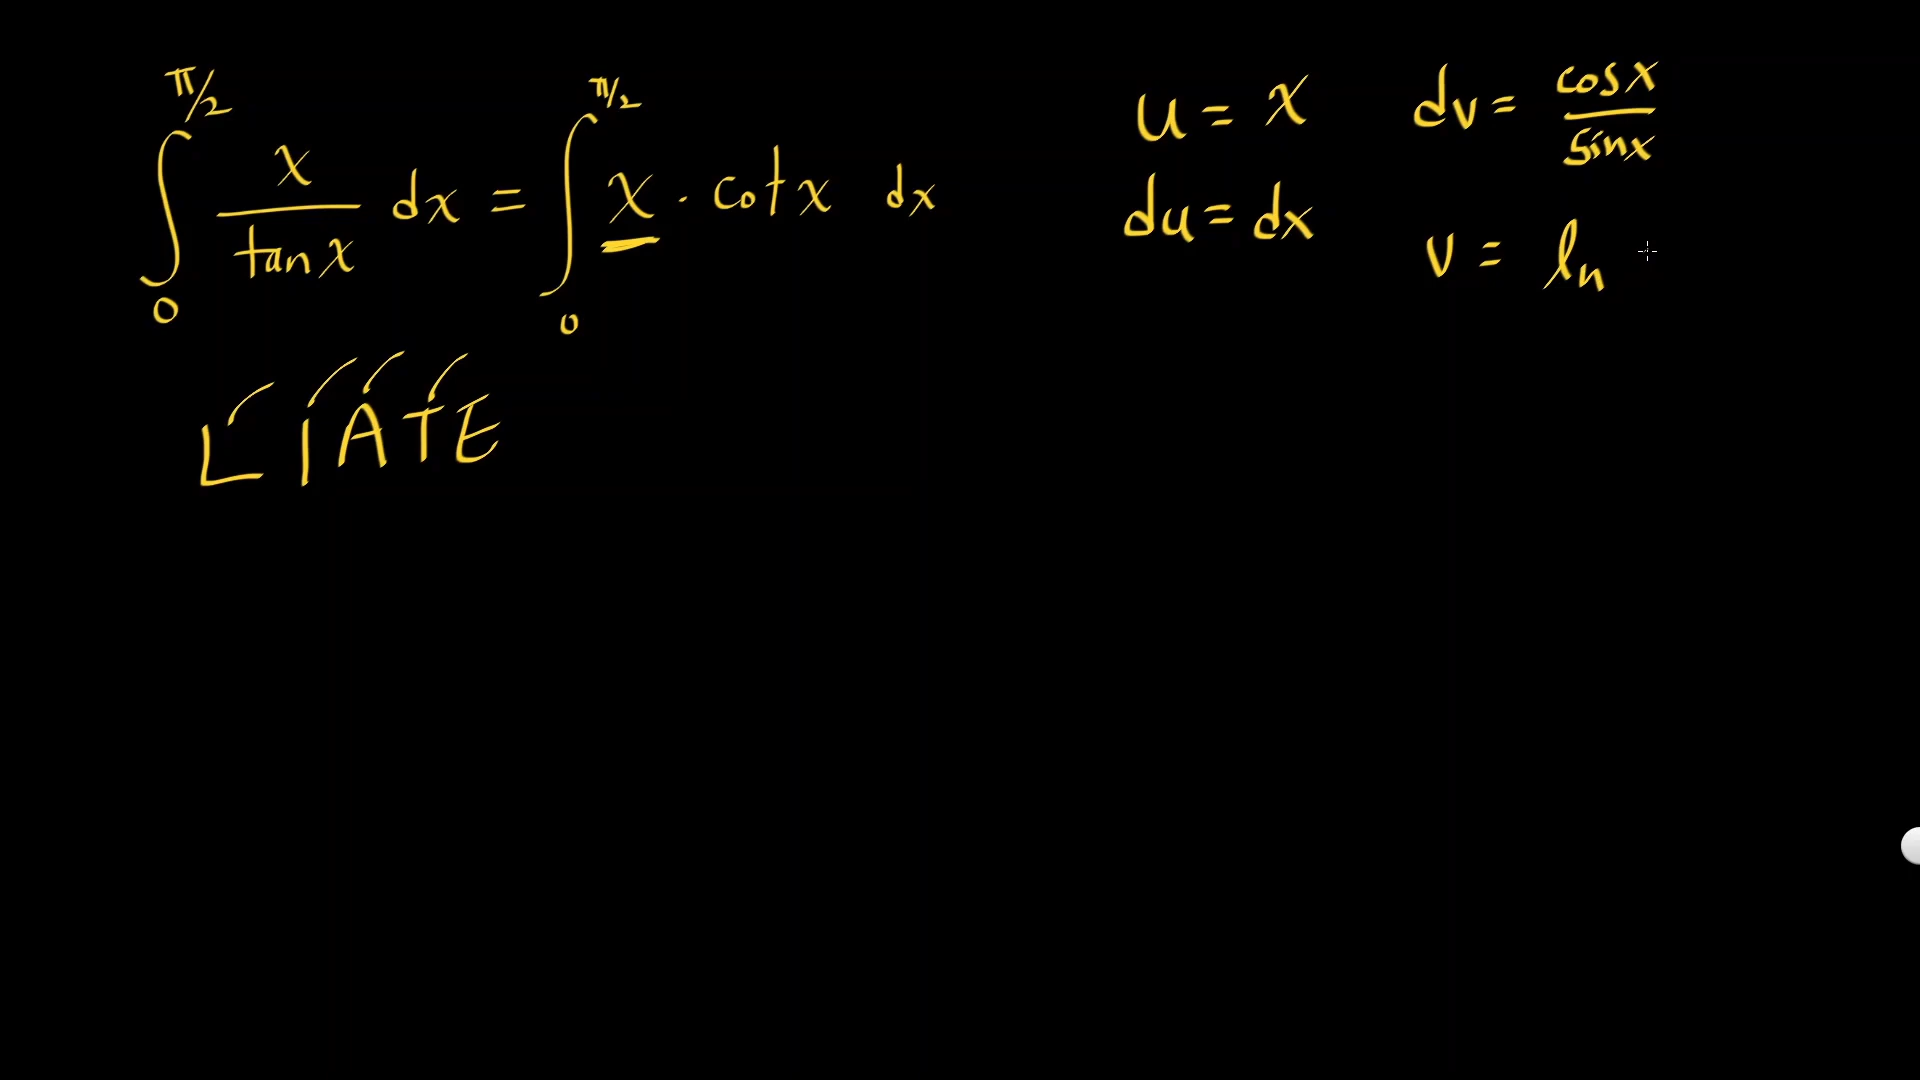 ∫₀^{π/2} x/tan x dx = ∫₀^{π/2} x · cot x dx
LIATE
u = x dv = cos x/sin x
du = dx v = ln